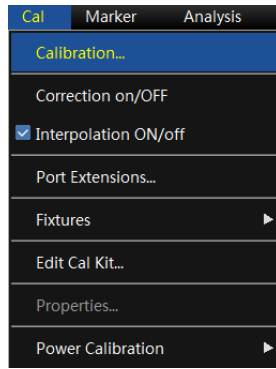 Cal Marker Analysis
Calibration...
Correction on/OFF
Interpolation ON/off
Port Extensions...
Fixtures
Edit Cal Kit...
Properties...
Power Calibration